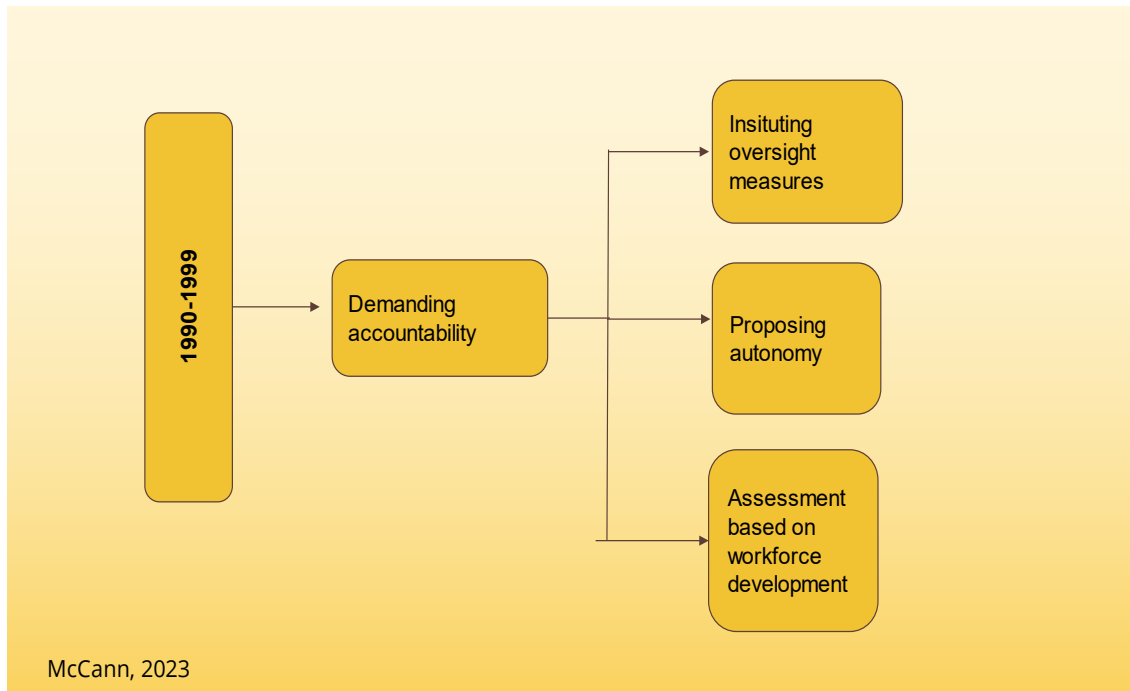 1990-1999
Demanding
accountability
Insituting
oversight
measures
Proposing
autonomy
Assessment
based on
workforce
development
McCann, 2023